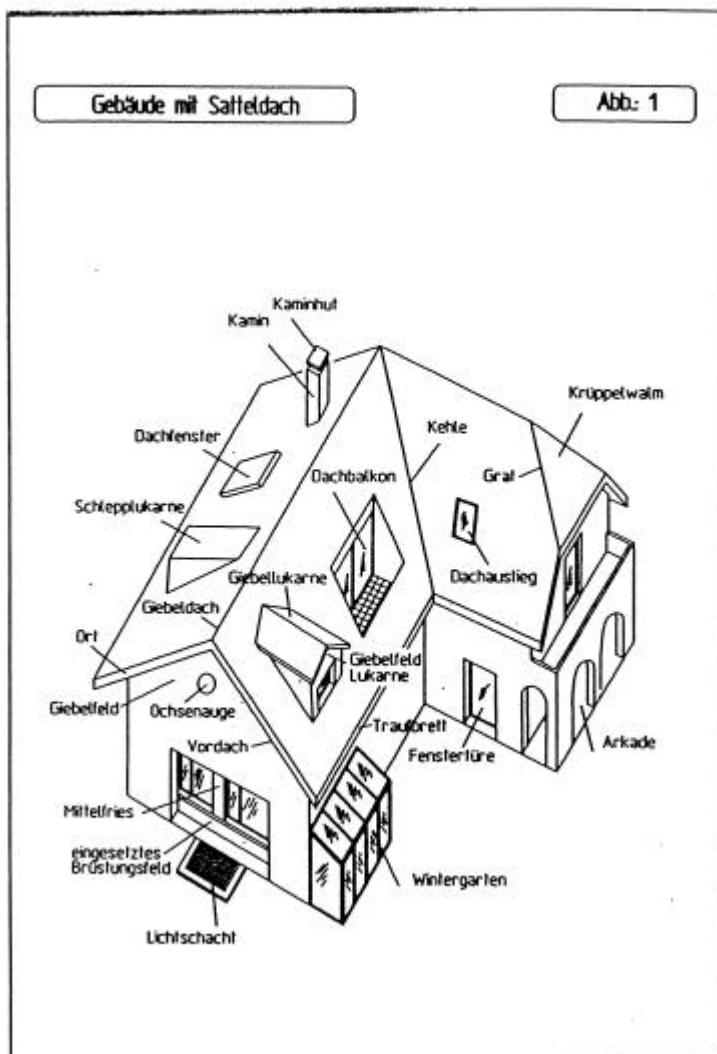 Gebäude mit Satteldach
Abb.: 1
Kaminhut
Kamin
Krüppelwalm
Dachfenster
Kehle
Grat
Dachbalkon
Schlepplukarne
Giebellukarne
Dachaustieg
Giebeldach
Ort
Giebelfeld
Lukarne
Giebelfeld
Ochsenauge
Traufbrett
Vordach
Fenstertüre
Arkade
Mittelfries
eingesetztes
Brüstungsfeld
Wintergarten
Lichtschacht